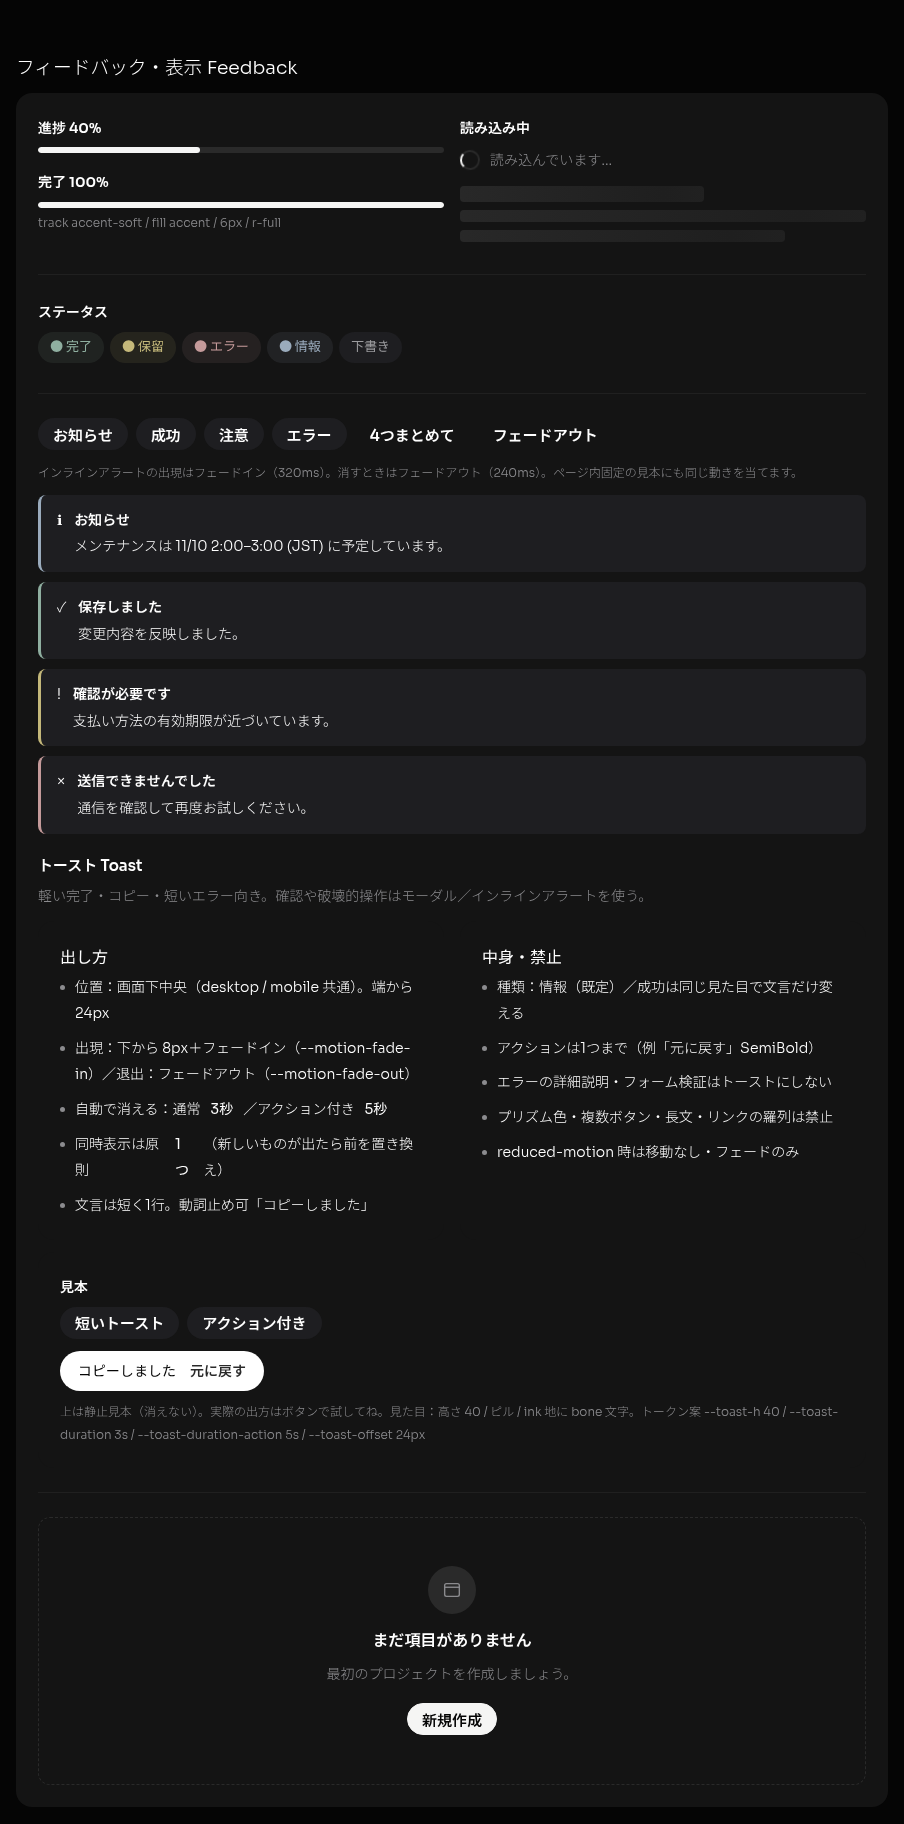 フィードバック・表示 Feedback
進捗 40%
完了 100%
track accent-soft / fill accent / 6px / r-full
読み込み中
読み込んでいます…
ステータス
完了
保留
エラー
情報
下書き
お知らせ
成功
注意
エラー
4つまとめて
フェードアウト
インラインアラートの出現はフェードイン（320ms）。消すときはフェードアウト（240ms）。ページ内固定の見本にも同じ動きを当てます。
ℹ お知らせ
メンテナンスは 11/10 2:00–3:00 (JST) に予定しています。
✓ 保存しました
変更内容を反映しました。
! 確認が必要です
支払い方法の有効期限が近づいています。
× 送信できませんでした
通信を確認して再度お試しください。
トースト Toast
軽い完了・コピー・短いエラー向き。確認や破壊的操作はモーダル／インラインアラートを使う。
出し方
位置：画面下中央（desktop / mobile 共通）。端から
24px
出現：下から 8px＋フェードイン（--motion-fade-
in）／退出：フェードアウト（--motion-fade-out）
自動で消える：通常 3秒 ／アクション付き 5秒
同時表示は原 1 （新しいものが出たら前を置き換
則 つ え）
文言は短く1行。動詞止め可「コピーしました」
中身・禁止
種類：情報（既定）／成功は同じ見た目で文言だけ変
える
アクションは1つまで（例「元に戻す」SemiBold）
エラーの詳細説明・フォーム検証はトーストにしない
プリズム色・複数ボタン・長文・リンクの羅列は禁止
reduced-motion 時は移動なし・フェードのみ
見本
短いトースト
アクション付き
コピーしました 元に戻す
上は静止見本（消えない）。実際の出方はボタンで試してね。見た目：高さ 40 / ピル / ink 地に bone 文字。トークン案 --toast-h 40 / --toast-
duration 3s / --toast-duration-action 5s / --toast-offset 24px
まだ項目がありません
最初のプロジェクトを作成しましょう。
新規作成